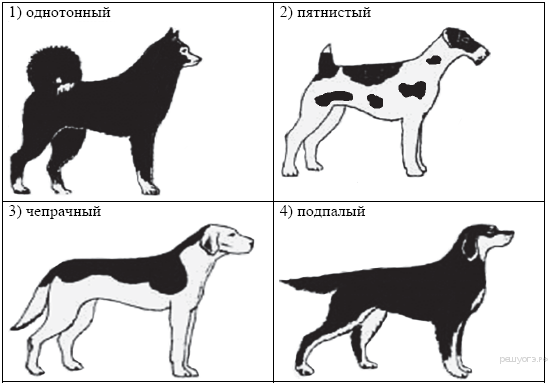 1) однотонный
2) пятнистый
3) чепрачный
4) подпалый